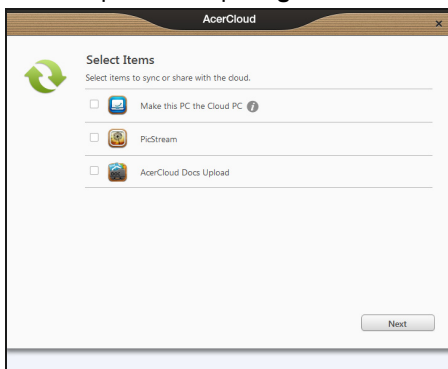 AcerCloud
Select Items
Select items to sync or share with the cloud.
Make this PC the Cloud PC
PicStream
AcerCloud Docs Upload
Next